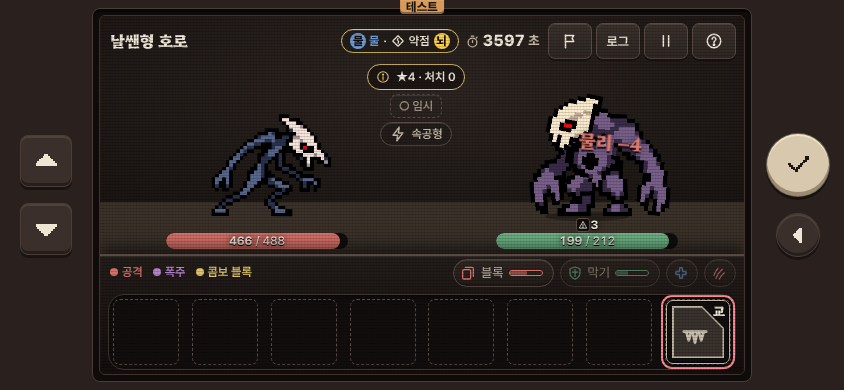 테스트
날쌘형 호로
물 물 · 약점 뇌
3597 초
로그
★4 · 처치 0
임시
속공형
물리 -4
3
466 / 488
199 / 212
공격 폭주 콤보 블록
블록
막기
교